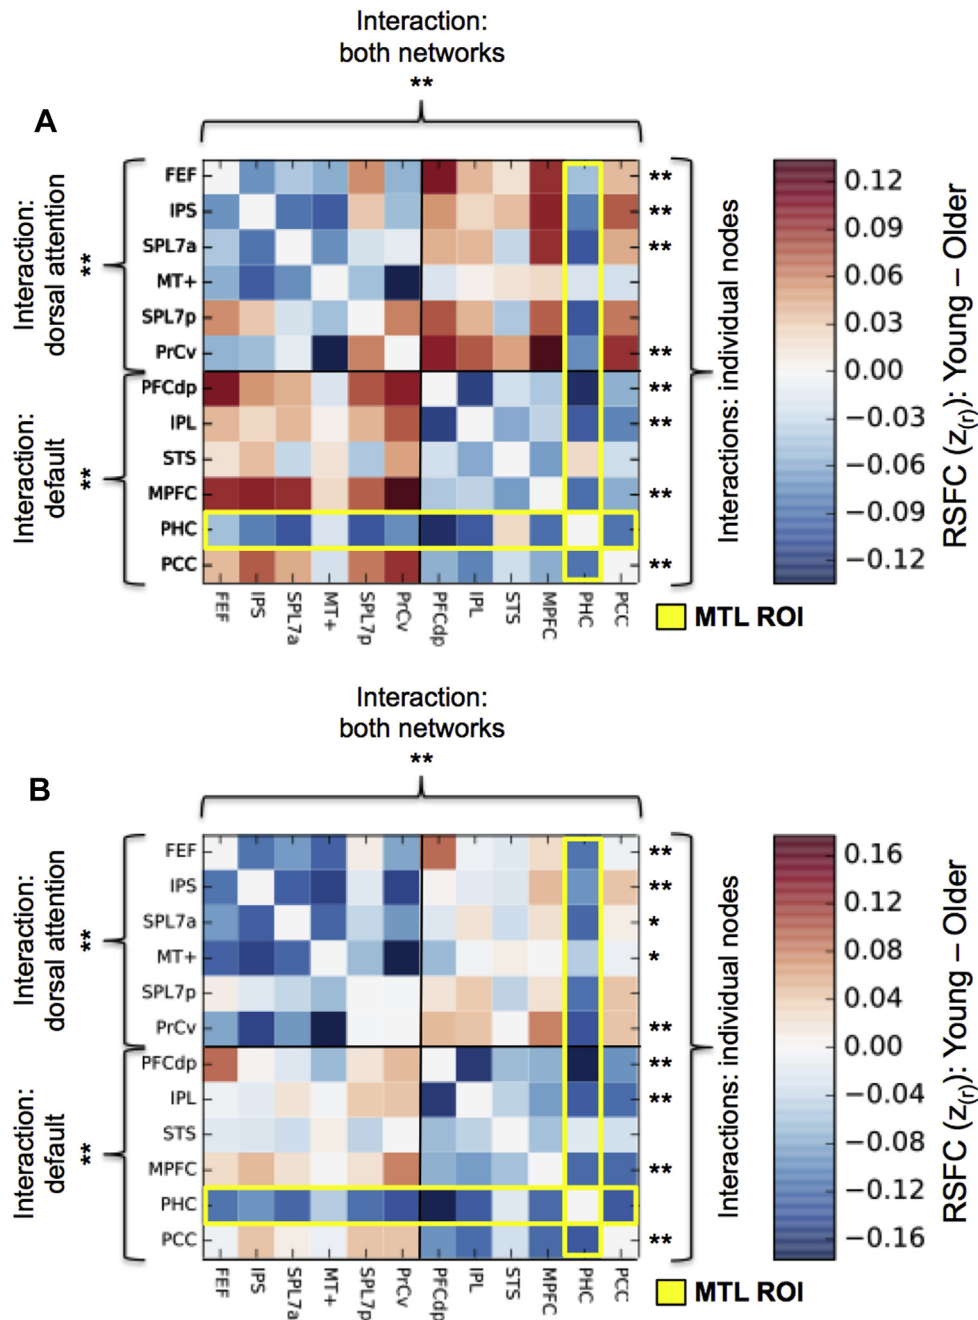 Interaction:
both networks
**
A
Interaction:
dorsal attention
**
Interaction:
default
**
FEF
IPS
SPL7a
MT+
SPL7p
PrCv
PFCdp
IPL
STS
MPFC
PHC
PCC
**
**
**
**
**
**
**
**
Interactions: individual nodes
FEF
IPS
SPL7a
MT+
SPL7p
PrCv
PFCdp
IPL
STS
MPFC
PHC
PCC
MTL ROI
0.12
0.09
0.06
0.03
0.00
−0.03
−0.06
−0.09
−0.12
RSFC (z(r)): Young – Older
Interaction:
both networks
**
B
Interaction:
dorsal attention
**
Interaction:
default
**
FEF
IPS
SPL7a
MT+
SPL7p
PrCv
PFCdp
IPL
STS
MPFC
PHC
PCC
**
**
*
*
**
**
**
**
**
Interactions: individual nodes
FEF
IPS
SPL7a
MT+
SPL7p
PrCv
PFCdp
IPL
STS
MPFC
PHC
PCC
MTL ROI
0.16
0.12
0.08
0.04
0.00
−0.04
−0.08
−0.12
−0.16
RSFC (z(r)): Young – Older